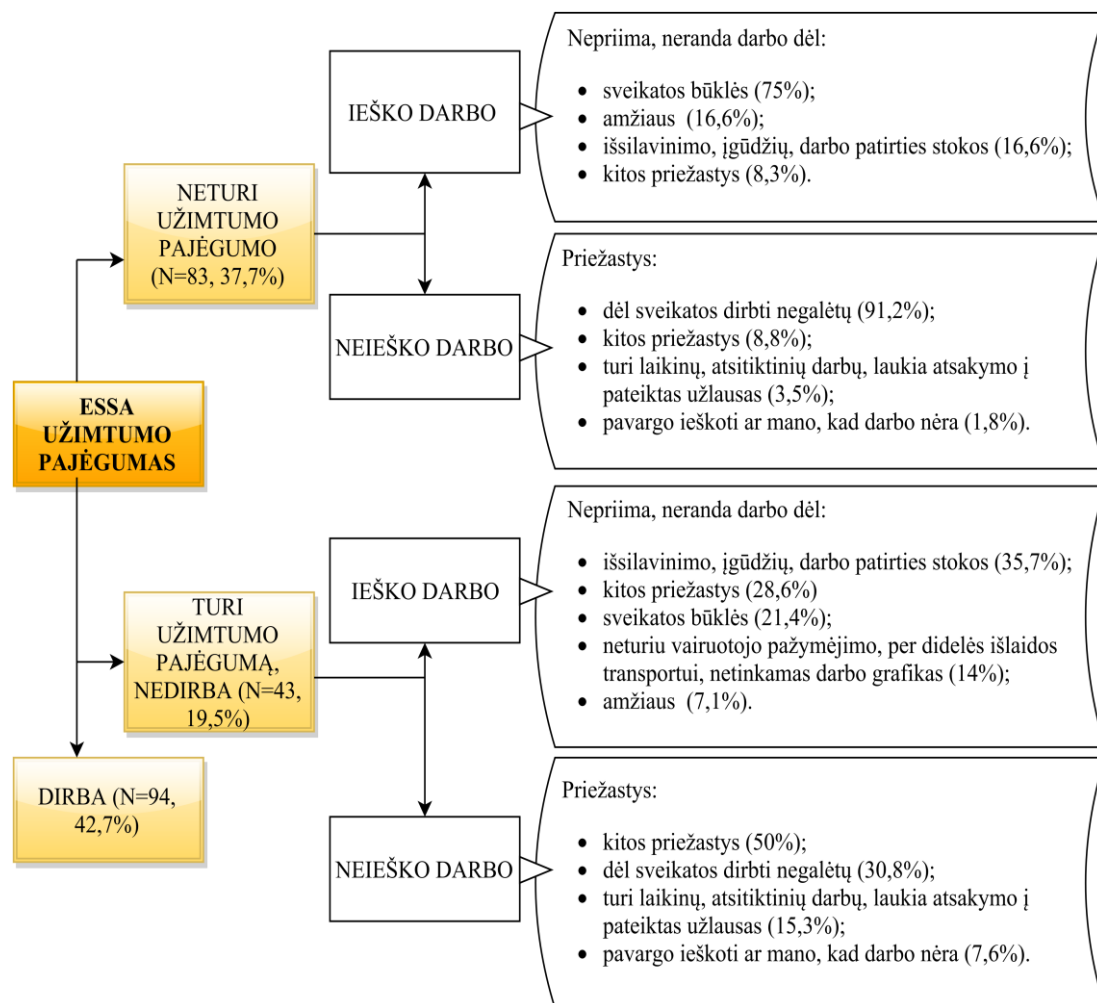 ESSA
UŽIMTUMO
PAJĖGUMAS
NETURI
UŽIMTUMO
PAJĖGUMO
(N=83, 37,7%)
IEŠKO DARBO
Nepriima, neranda darbo dėl:
• sveikatos būklės (75%);
• amžiaus (16,6%);
• išsilavinimo, įgūdžių, darbo patirties stokos (16,6%);
• kitos priežastys (8,3%).
NEIEŠKO DARBO
Priežastys:
• dėl sveikatos dirbti negalėtų (91,2%);
• kitos priežastys (8,8%);
• turi laikinų, atsitiktinių darbų, laukia atsakymo į
pateiktas užlausas (3,5%);
• pavargo ieškoti ar mano, kad darbo nėra (1,8%).
TURI
UŽIMTUMO
PAJĖGUMĄ,
NEDIRBA (N=43,
19,5%)
IEŠKO DARBO
Nepriima, neranda darbo dėl:
• išsilavinimo, įgūdžių, darbo patirties stokos (35,7%);
• kitos priežastys (28,6%)
• sveikatos būklės (21,4%);
• neturiu vairuotojo pažymėjimo, per didelės išlaidos
transportui, netinkamas darbo grafikas (14%);
• amžiaus (7,1%).
NEIEŠKO DARBO
Priežastys:
• kitos priežastys (50%);
• dėl sveikatos dirbti negalėtų (30,8%);
• turi laikinų, atsitiktinių darbų, laukia atsakymo į
pateiktas užlausas (15,3%);
• pavargo ieškoti ar mano, kad darbo nėra (7,6%).
DIRBA (N=94,
42,7%)